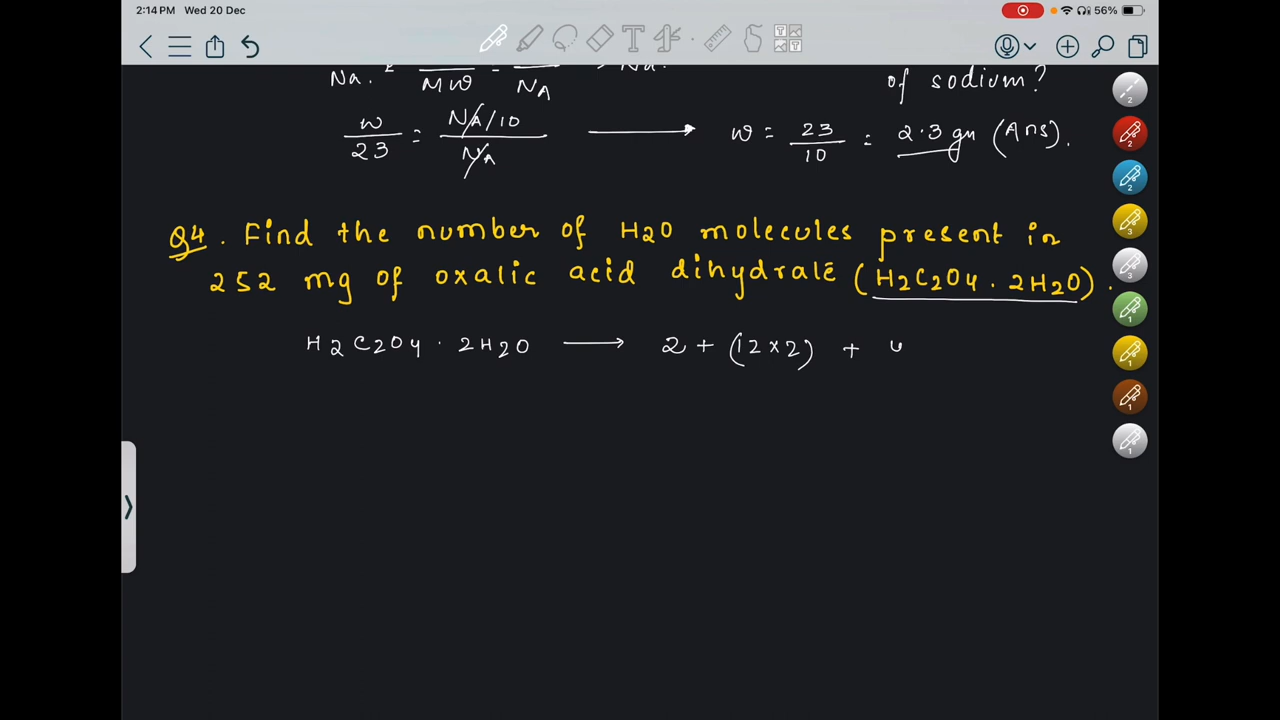 2:14 PM Wed 20 Dec
56%
Na.
MW
NA
of sodium?
w/23 = NA/10 / NA
w = 23/10 = 2.3 gm (Ans).
Q4. Find the number of H2O molecules present in
252 mg of oxalic acid dihydrate (H2C2O4 . 2H2O).
H2C2O4 . 2H2O → 2 + (12 × 2) +